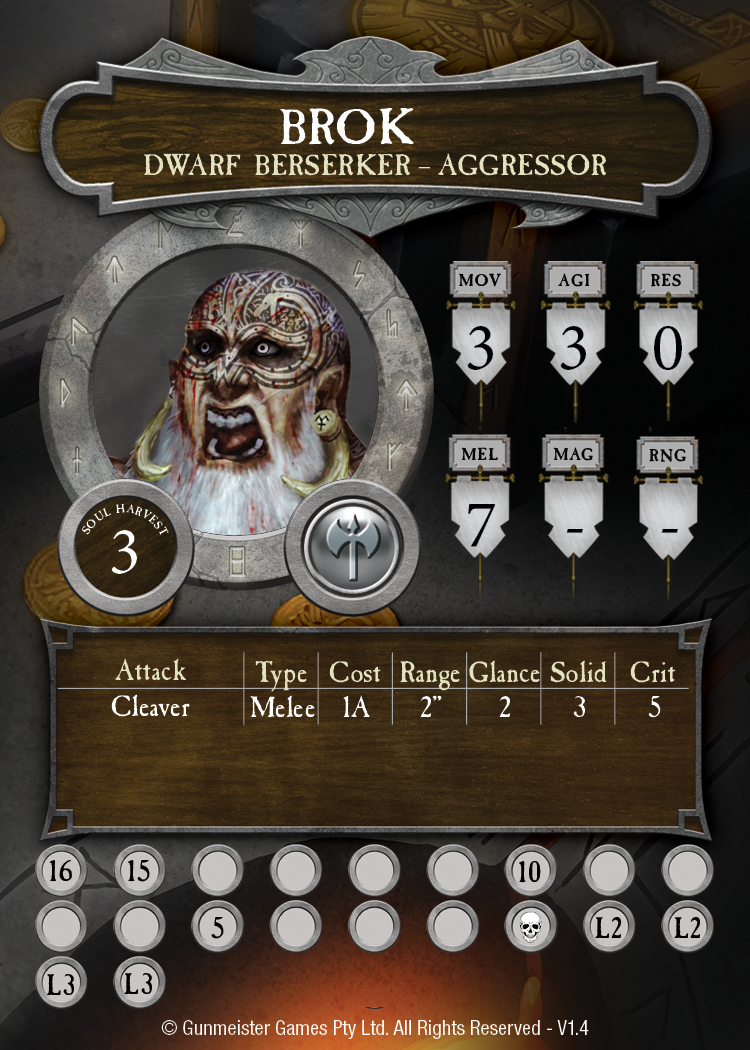 BROK
DWARF BERSERKER – AGGRESSOR
MOV AGI RES
3 3 0
MEL MAG RNG
7 - -
SOUL HARVEST
3
Attack Type Cost Range Glance Solid Crit
Cleaver Melee 1A 2” 2 3 5
16 15 10
5 L2 L2
L3 L3
© Gunmeister Games Pty Ltd. All Rights Reserved - V1.4